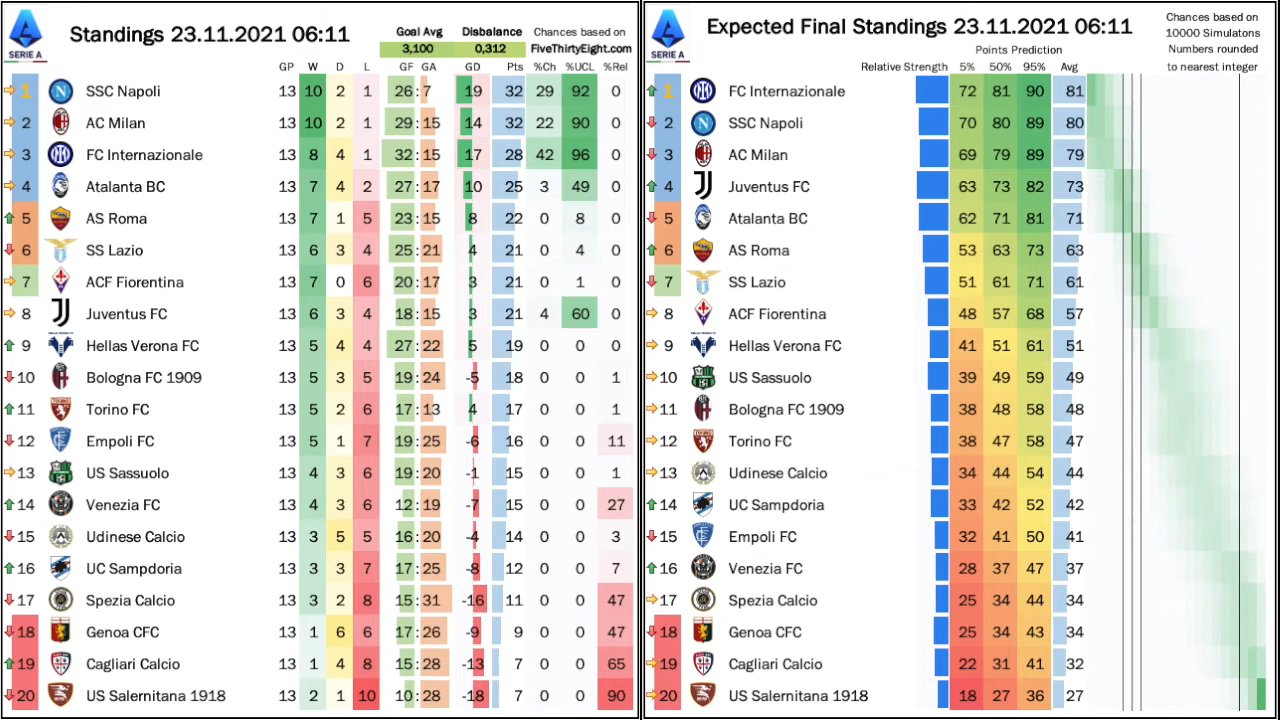 SERIE A
Standings 23.11.2021 06:11
Goal Avg Disbalance Chances based on
3,100 0,312 FiveThirtyEight.com
GP W D L GF GA GD Pts %Ch %UCL %Rel
1 SSC Napoli 13 10 2 1 26 : 7 19 32 29 92 0
2 AC Milan 13 10 2 1 29 : 15 14 32 22 90 0
3 FC Internazionale 13 8 4 1 32 : 15 17 28 42 96 0
4 Atalanta BC 13 7 4 2 27 : 17 10 25 3 49 0
5 AS Roma 13 7 1 5 23 : 15 8 22 0 8 0
6 SS Lazio 13 6 3 4 25 : 21 4 21 0 4 0
7 ACF Fiorentina 13 7 0 6 20 : 17 3 21 0 1 0
8 Juventus FC 13 6 3 4 18 : 15 3 21 4 60 0
9 Hellas Verona FC 13 5 4 4 27 : 22 5 19 0 0 0
10 Bologna FC 1909 13 5 3 5 19 : 24 -5 18 0 0 1
11 Torino FC 13 5 2 6 17 : 13 4 17 0 0 1
12 Empoli FC 13 5 1 7 19 : 25 -6 16 0 0 11
13 US Sassuolo 13 4 3 6 19 : 20 -1 15 0 0 1
14 Venezia FC 13 4 3 6 12 : 19 -7 15 0 0 27
15 Udinese Calcio 13 3 5 5 16 : 20 -4 14 0 0 3
16 UC Sampdoria 13 3 3 7 17 : 25 -8 12 0 0 7
17 Spezia Calcio 13 3 2 8 15 : 31 -16 11 0 0 47
18 Genoa CFC 13 1 6 6 17 : 26 -9 9 0 0 47
19 Cagliari Calcio 13 1 4 8 15 : 28 -13 7 0 0 65
20 US Salernitana 1918 13 2 1 10 10 : 28 -18 7 0 0 90
SERIE A
Expected Final Standings 23.11.2021 06:11
Chances based on
10000 Simulatons
Numbers rounded
to nearest integer
Points Prediction
Relative Strength 5% 50% 95% Avg
1 FC Internazionale 72 81 90 81
2 SSC Napoli 70 80 89 80
3 AC Milan 69 79 89 79
4 Juventus FC 63 73 82 73
5 Atalanta BC 62 71 81 71
6 AS Roma 53 63 73 63
7 SS Lazio 51 61 71 61
8 ACF Fiorentina 48 57 68 57
9 Hellas Verona FC 41 51 61 51
10 US Sassuolo 39 49 59 49
11 Bologna FC 1909 38 48 58 48
12 Torino FC 38 47 58 47
13 Udinese Calcio 34 44 54 44
14 UC Sampdoria 33 42 52 42
15 Empoli FC 32 41 50 41
16 Venezia FC 28 37 47 37
17 Spezia Calcio 25 34 44 34
18 Genoa CFC 25 34 43 34
19 Cagliari Calcio 22 31 41 32
20 US Salernitana 1918 18 27 36 27